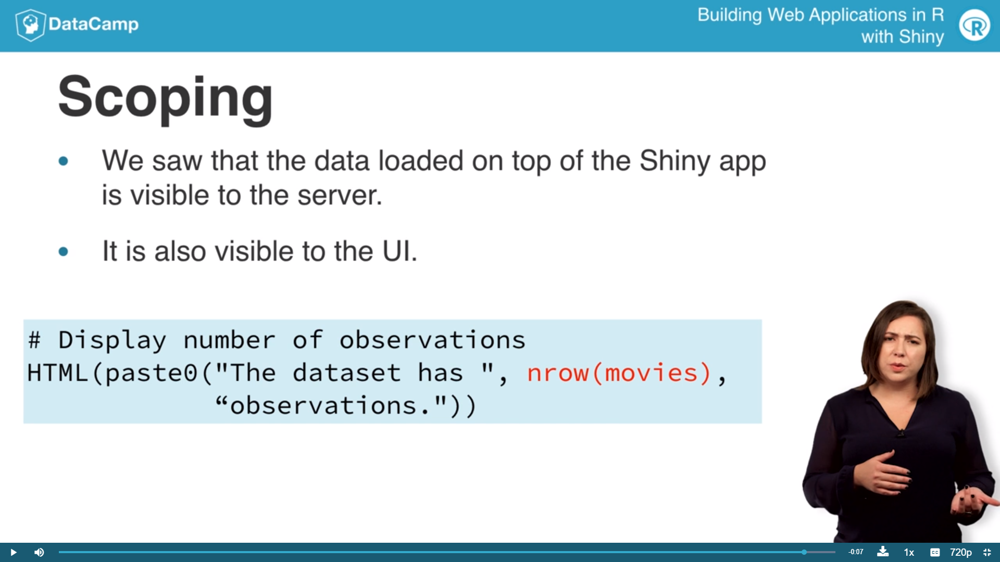 DataCamp
Building Web Applications in R
with Shiny
R
Scoping
• We saw that the data loaded on top of the Shiny app
is visible to the server.
• It is also visible to the UI.
# Display number of observations
HTML(paste0("The dataset has ", nrow(movies),
“observations."))
-0:07
1x
CC
720p